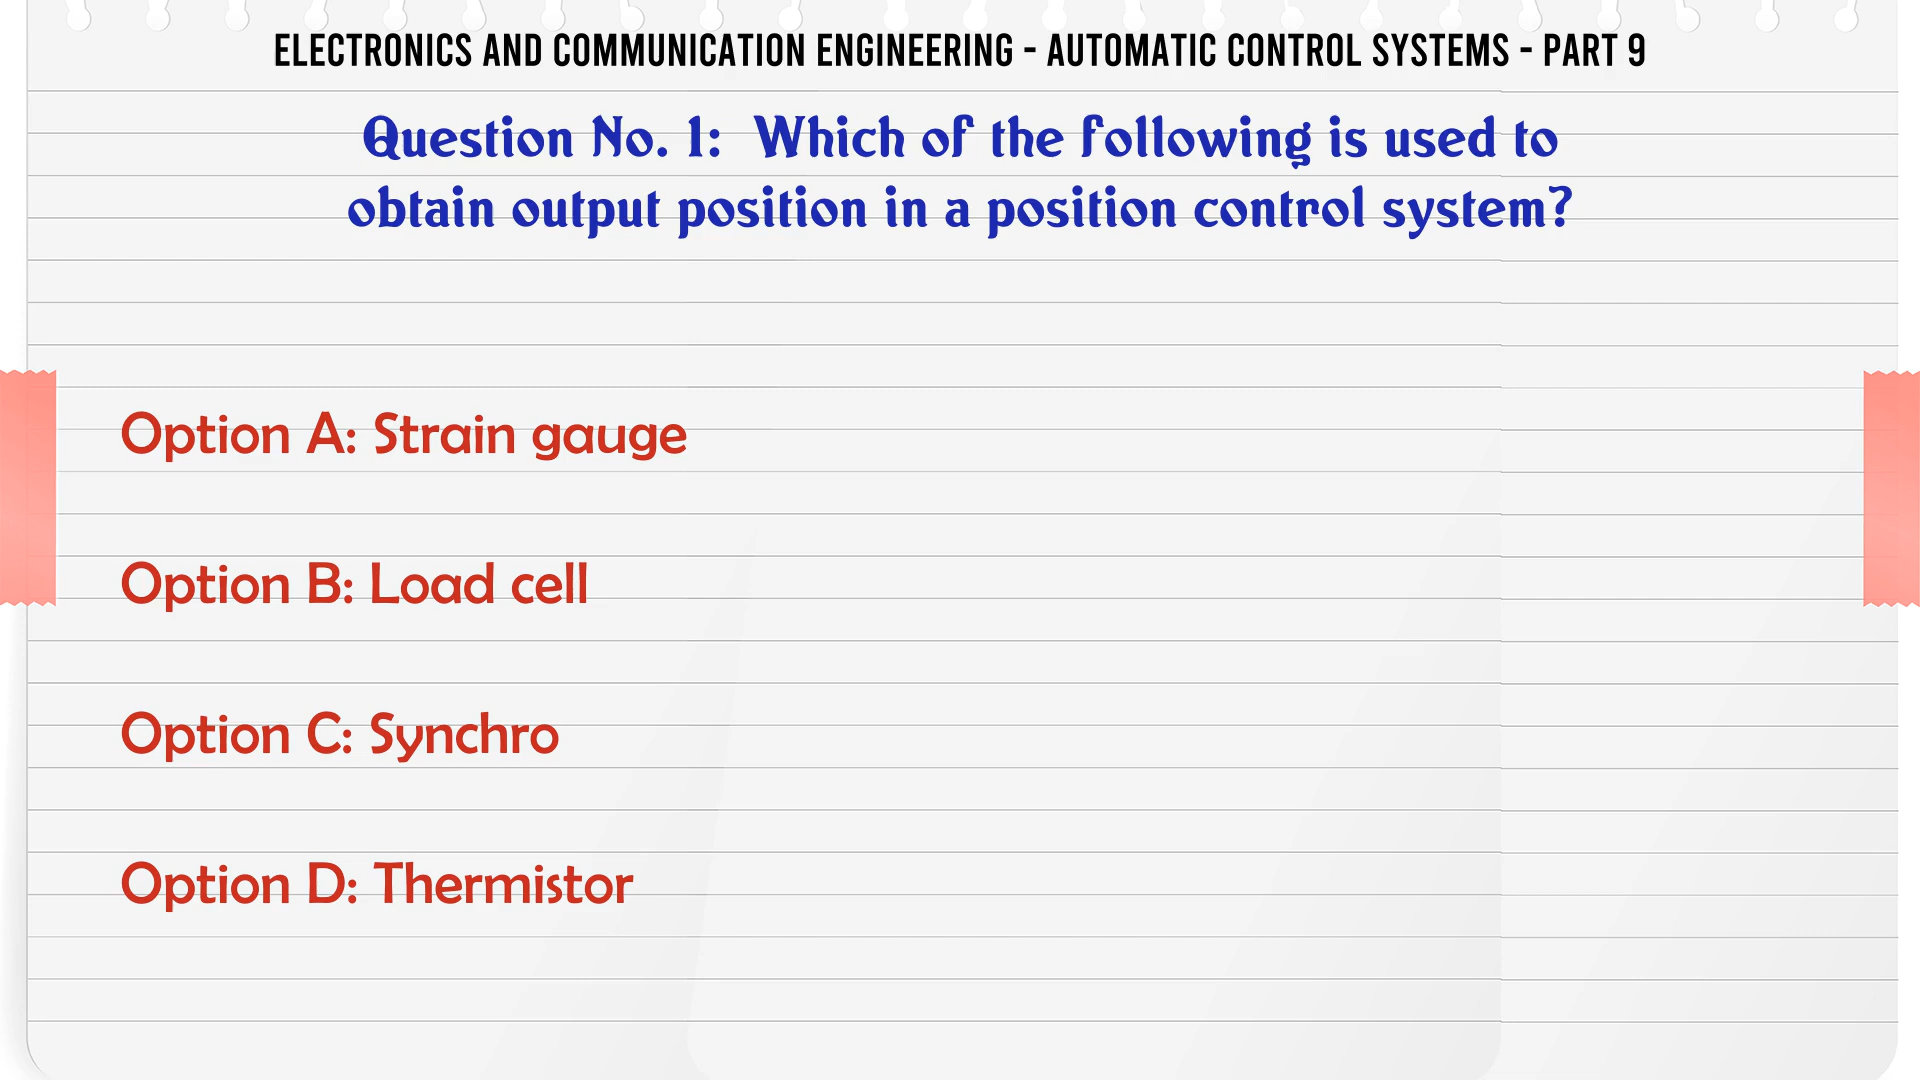 ELECTRONICS AND COMMUNICATION ENGINEERING - AUTOMATIC CONTROL SYSTEMS - PART 9
Question No. 1: Which of the following is used to
obtain output position in a position control system?
Option A: Strain gauge
Option B: Load cell
Option C: Synchro
Option D: Thermistor